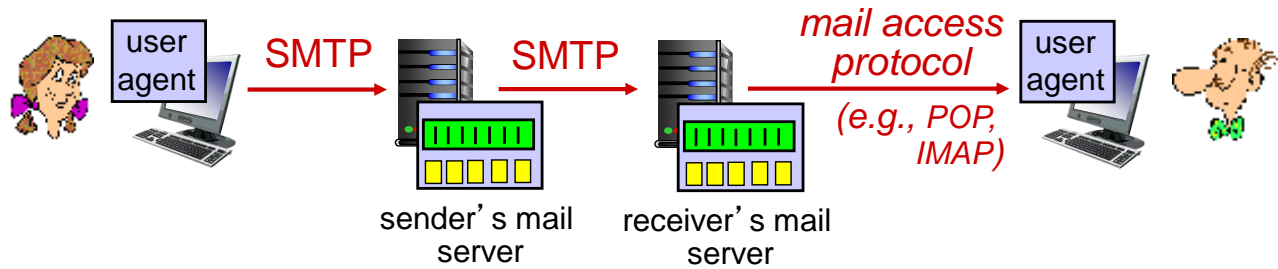 user
agent
SMTP
SMTP
mail access
protocol
(e.g., POP,
IMAP)
user
agent
sender’s mail
server
receiver’s mail
server